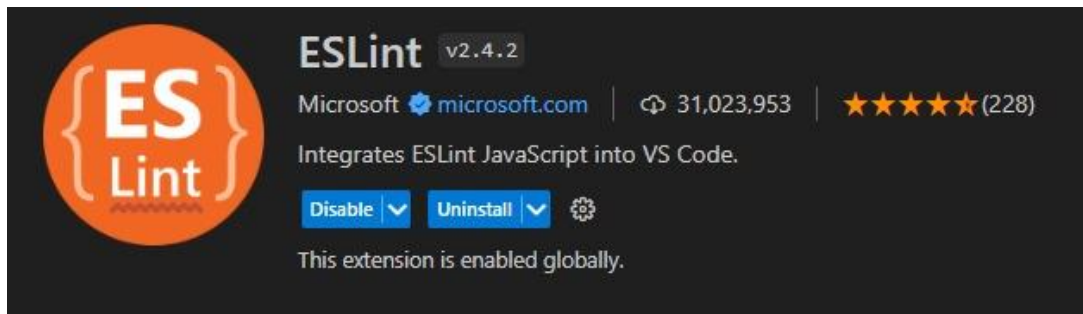 ES
Lint
ESLint v2.4.2
Microsoft microsoft.com | 31,023,953 | (228)
Integrates ESLint JavaScript into VS Code.
Disable Uninstall
This extension is enabled globally.